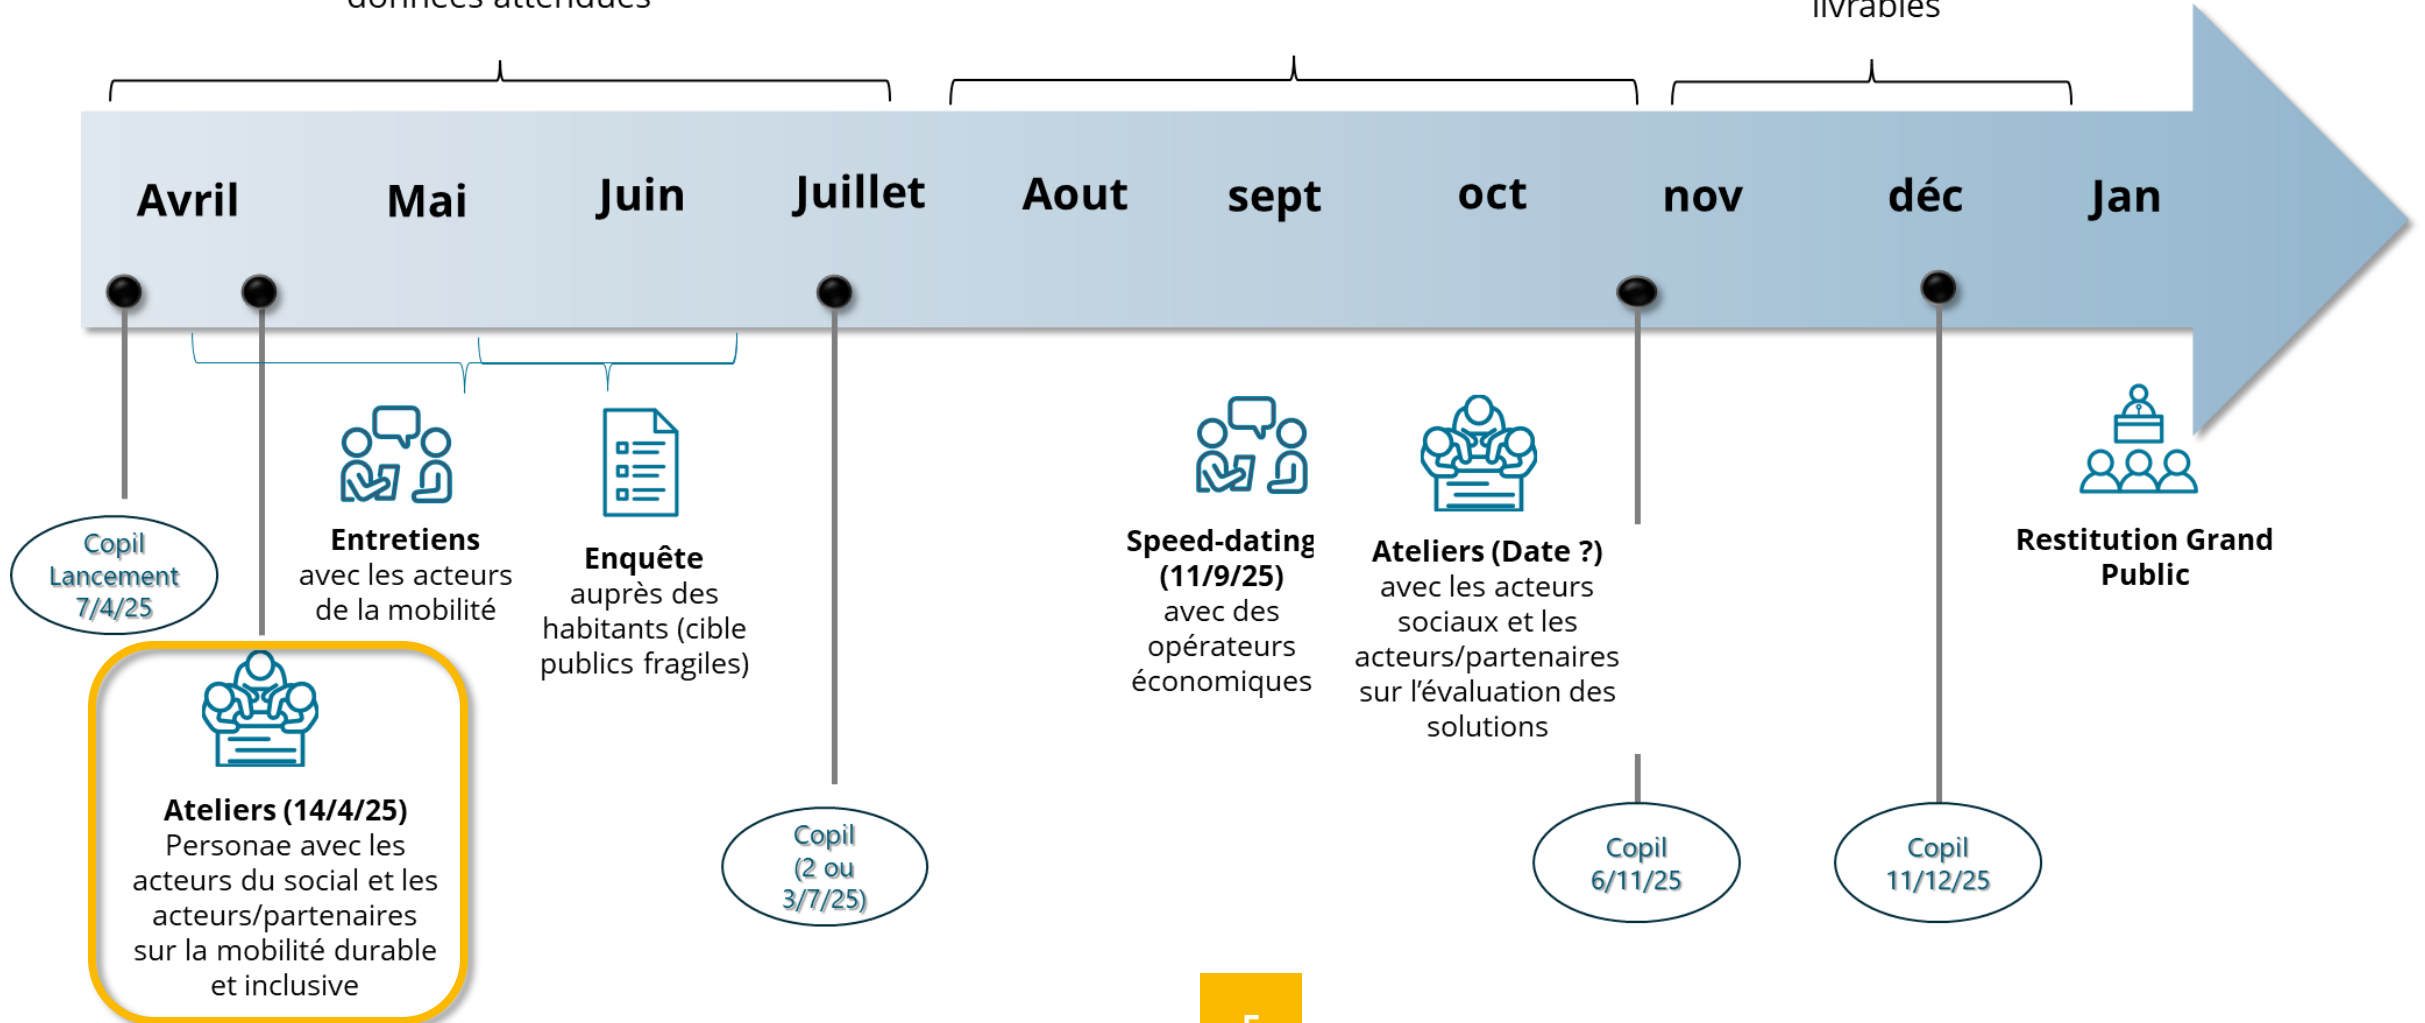 données attendues
livrables
Avril
Mai
Juin
Juillet
Aout
sept
oct
nov
déc
Jan
Copil
Lancement
7/4/25
Entretiens
avec les acteurs
de la mobilité
Enquête
auprès des
habitants (cible
publics fragiles)
Speed-dating
(11/9/25)
avec des
opérateurs
économiques
Ateliers (Date ?)
avec les acteurs
sociaux et les
acteurs/partenaires
sur l’évaluation des
solutions
Restitution Grand
Public
Ateliers (14/4/25)
Personae avec les
acteurs du social et les
acteurs/partenaires
sur la mobilité durable
et inclusive
Copil
(2 ou
3/7/25)
Copil
6/11/25
Copil
11/12/25